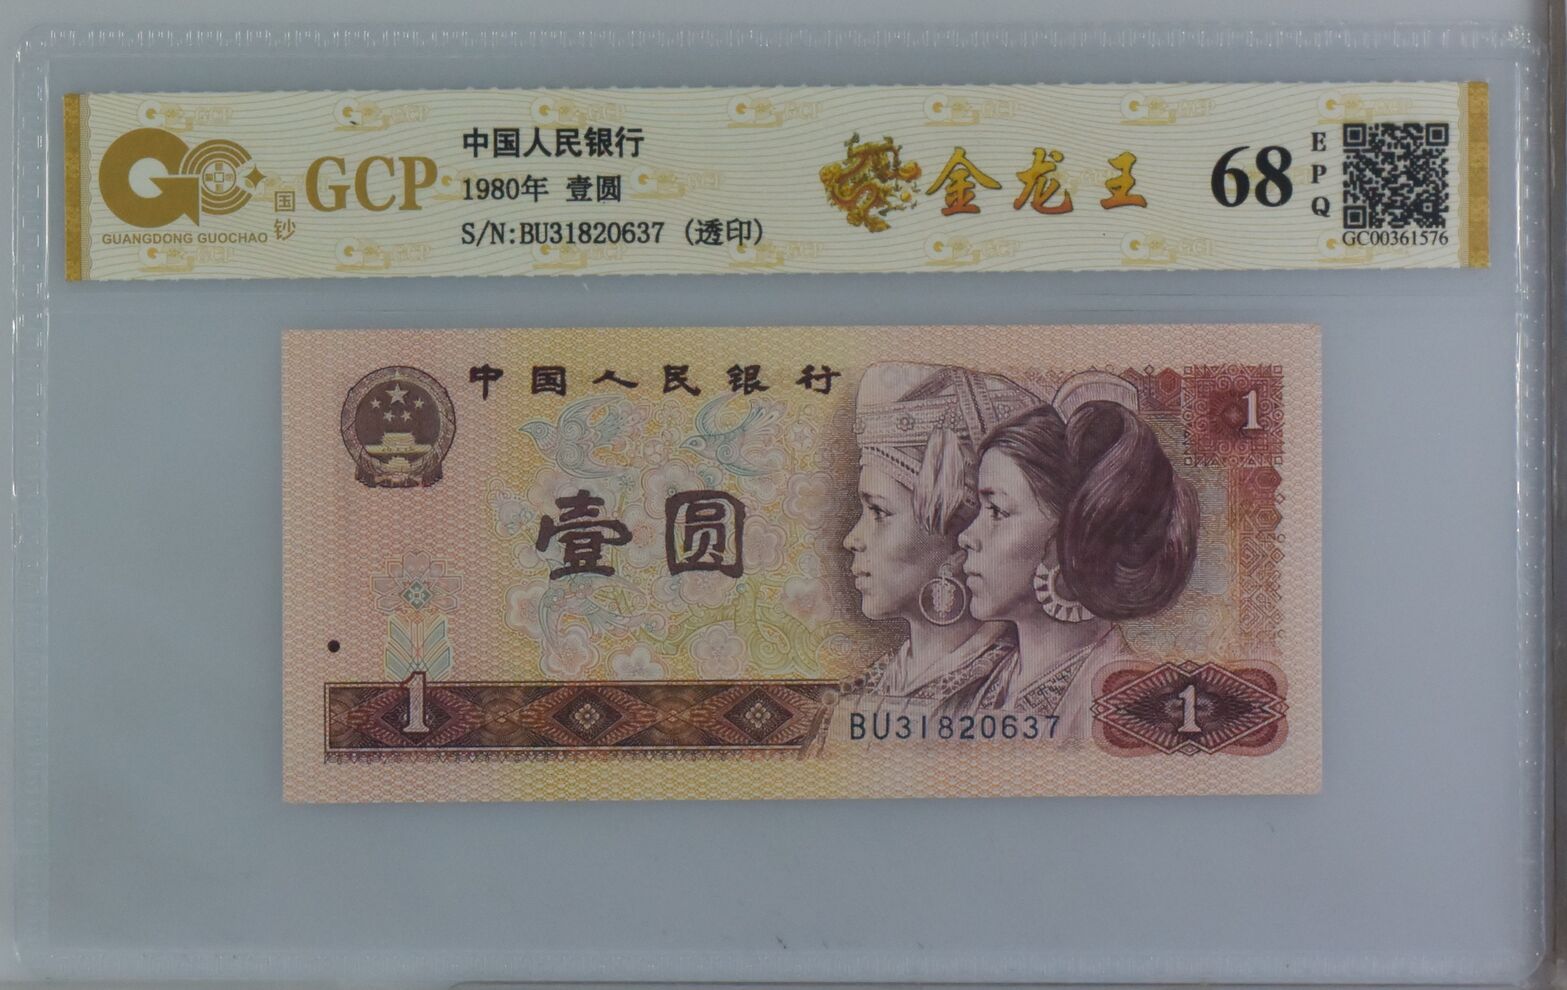 中国人民银行
1980年 壹圆
S/N:BU31820637 (透印)
GCP
国钞
GUANGDONG GUOCHAO
金龙王
68
EPQ
GC00361576
中国人民银行
1
壹圆
1
BU31820637
1